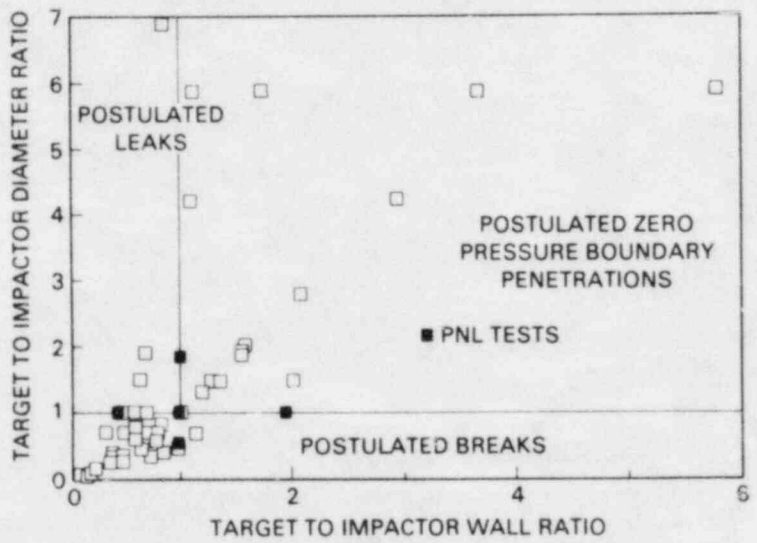 7
6
5
4
3
2
1
0
TARGET TO IMPACTOR DIAMETER RATIO
POSTULATED
LEAKS
POSTULATED ZERO
PRESSURE BOUNDARY
PENETRATIONS
PNL TESTS
POSTULATED BREAKS
0
2
4
6
TARGET TO IMPACTOR WALL RATIO